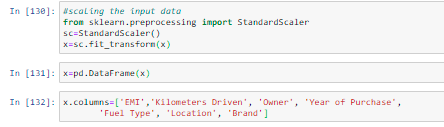 In [130]: #scaling the input data
from sklearn.preprocessing import StandardScaler
sc=StandardScaler()
x=sc.fit_transform(x)
In [131]: x=pd.DataFrame(x)
In [132]: x.columns=['EMI','Kilometers Driven', 'Owner', 'Year of Purchase',
'Fuel Type', 'Location', 'Brand']